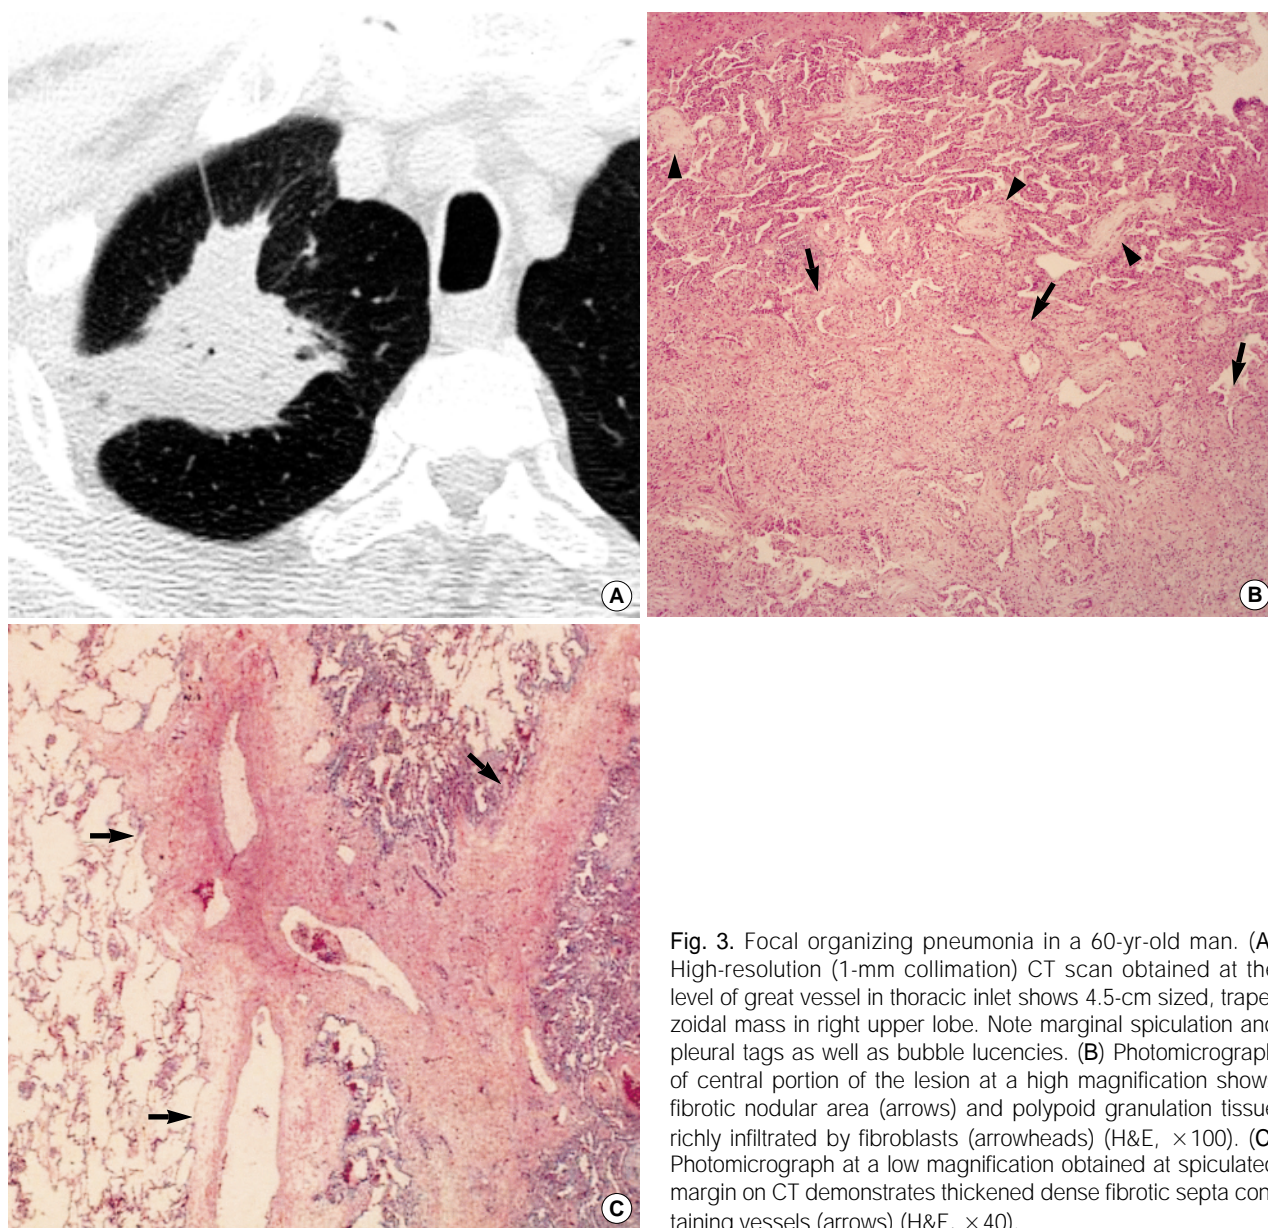 A
B
C
Fig. 3. Focal organizing pneumonia in a 60-yr-old man. (A
High-resolution (1-mm collimation) CT scan obtained at the
level of great vessel in thoracic inlet shows 4.5-cm sized, trape
zoidal mass in right upper lobe. Note marginal spiculation and
pleural tags as well as bubble lucencies. (B) Photomicrograph
of central portion of the lesion at a high magnification show
fibrotic nodular area (arrows) and polypoid granulation tissue
richly infiltrated by fibroblasts (arrowheads) (H&E, ×100). (C
Photomicrograph at a low magnification obtained at spiculated
margin on CT demonstrates thickened dense fibrotic septa con
taining vessels (arrows) (H&E, ×40).